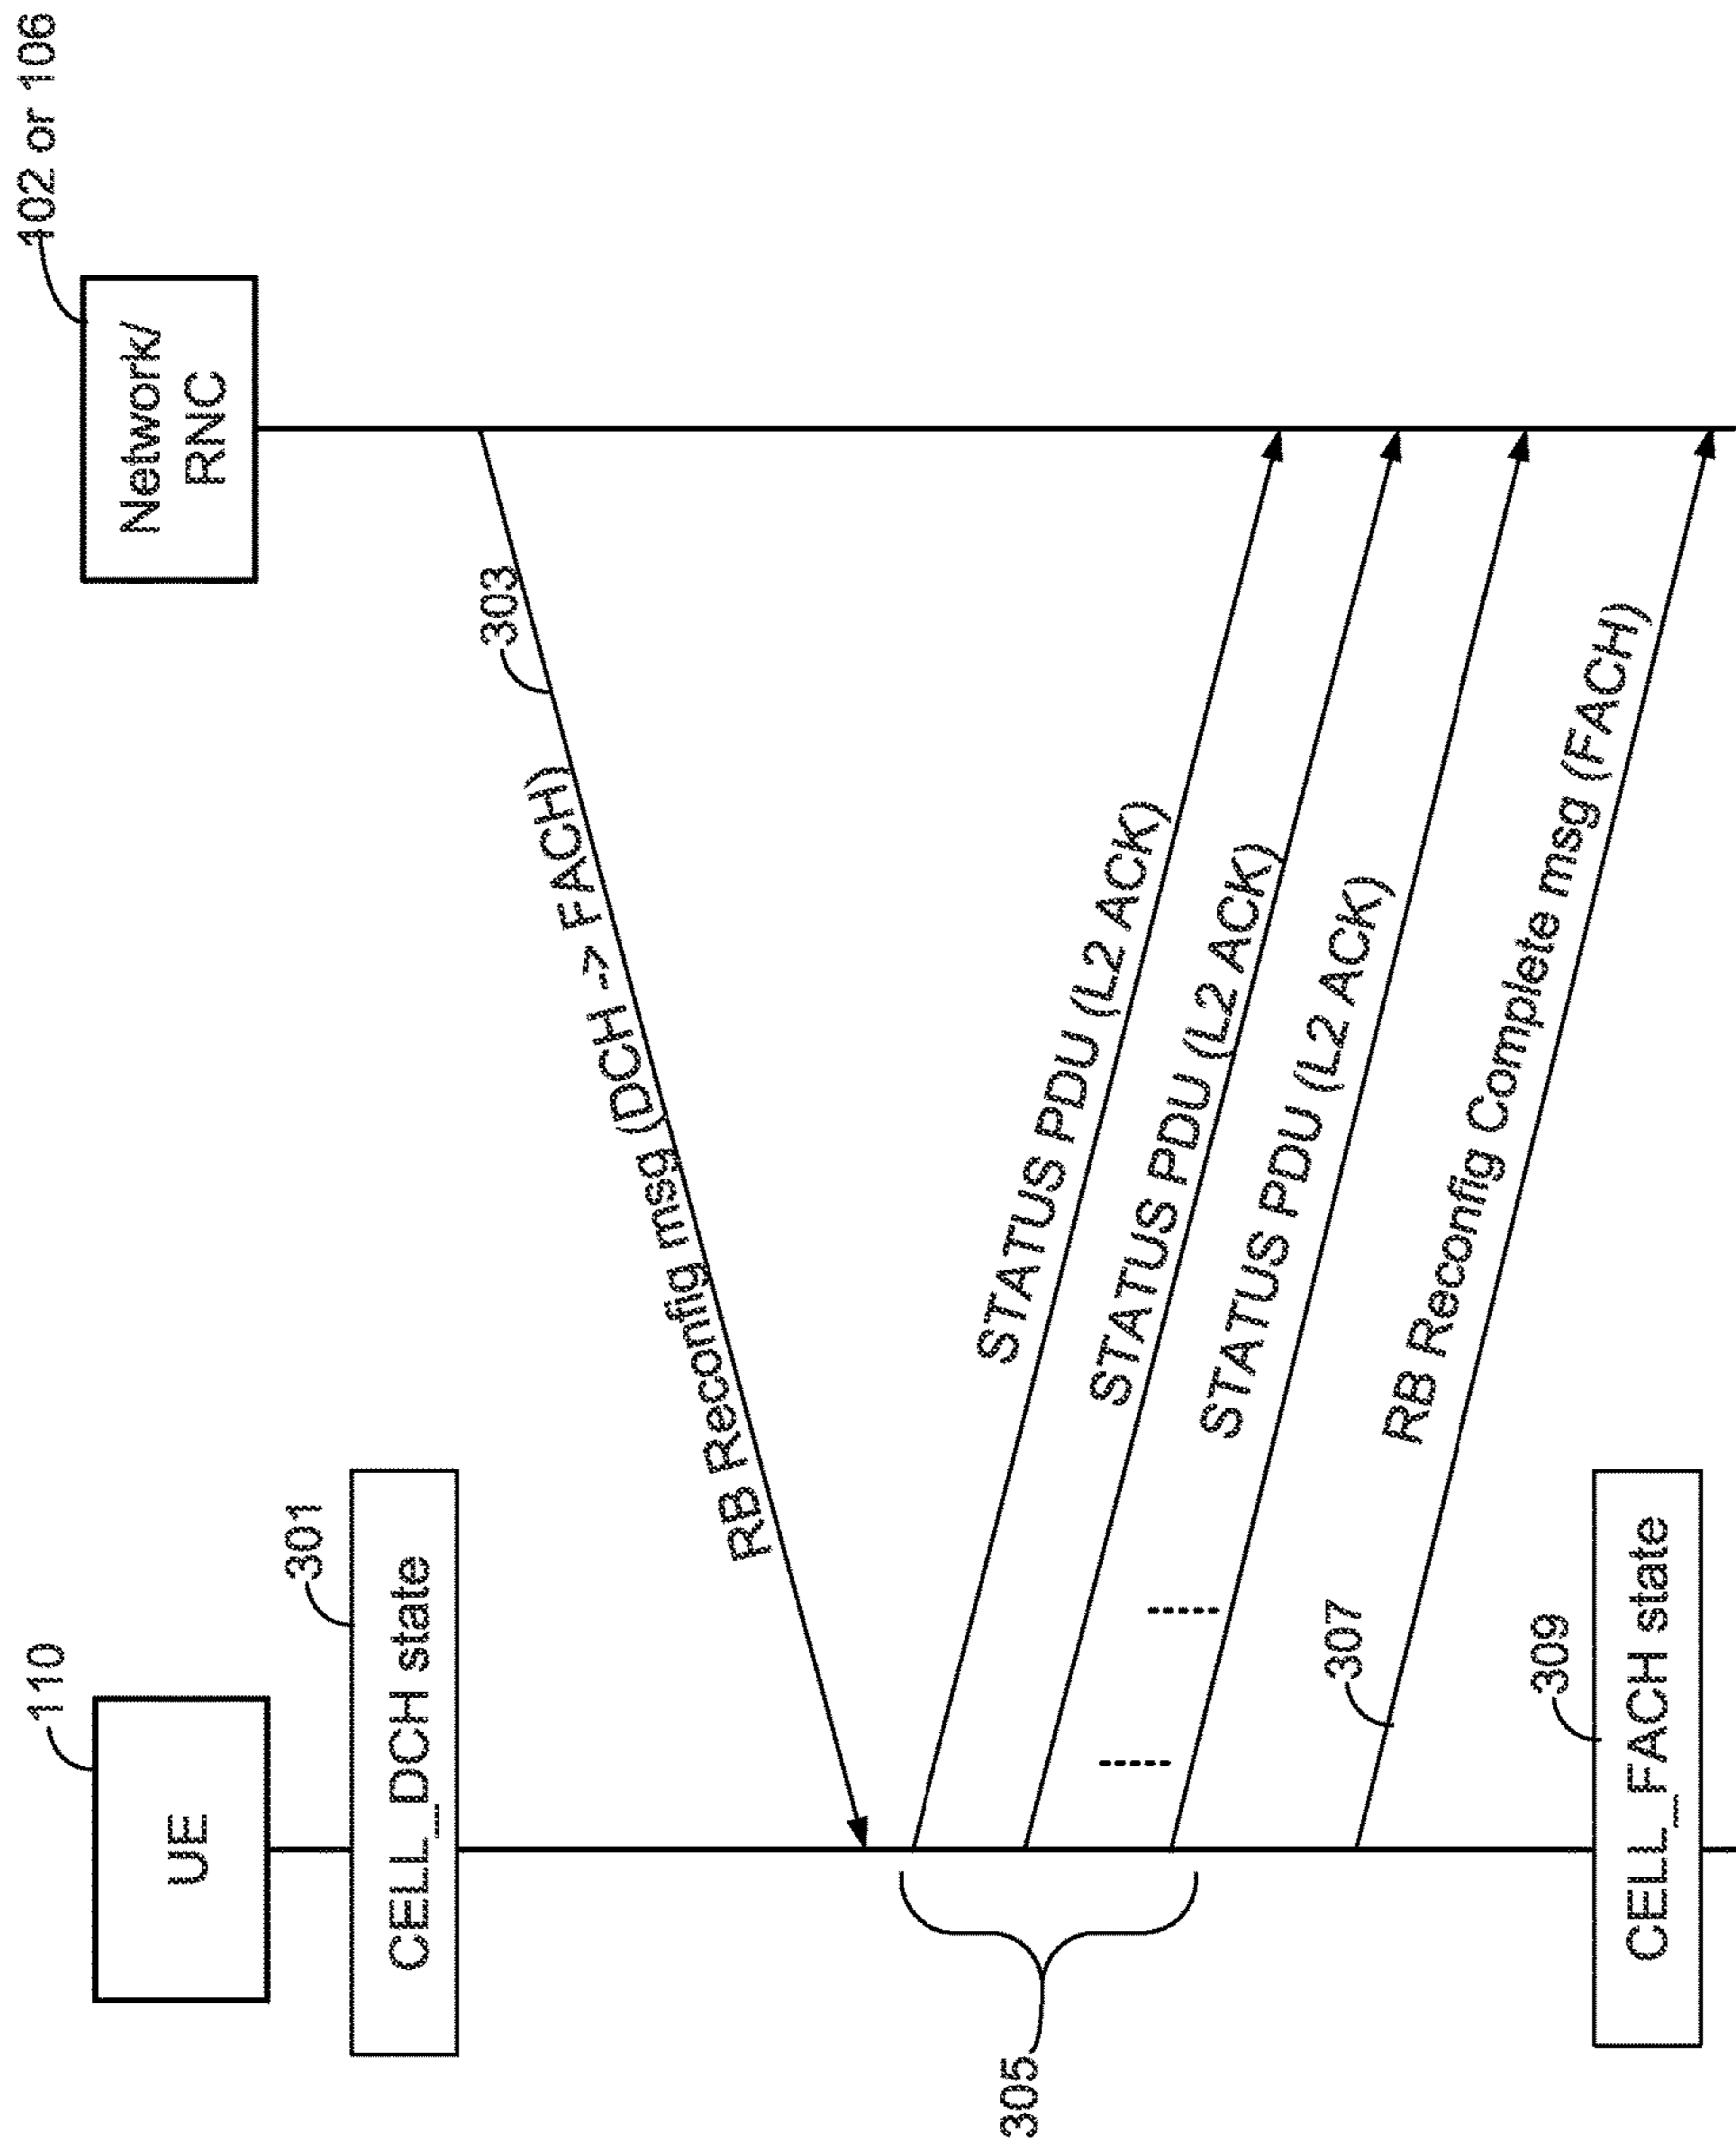 110
UE
102 or 106
Network/
RNC
301
CELL_DCH state
303
RB Reconfig msg (DCH -> FACH)
305
STATUS PDU (L2 ACK)
STATUS PDU (L2 ACK)
STATUS PDU (L2 ACK)
307
RB Reconfig Complete msg (FACH)
309
CELL_FACH state